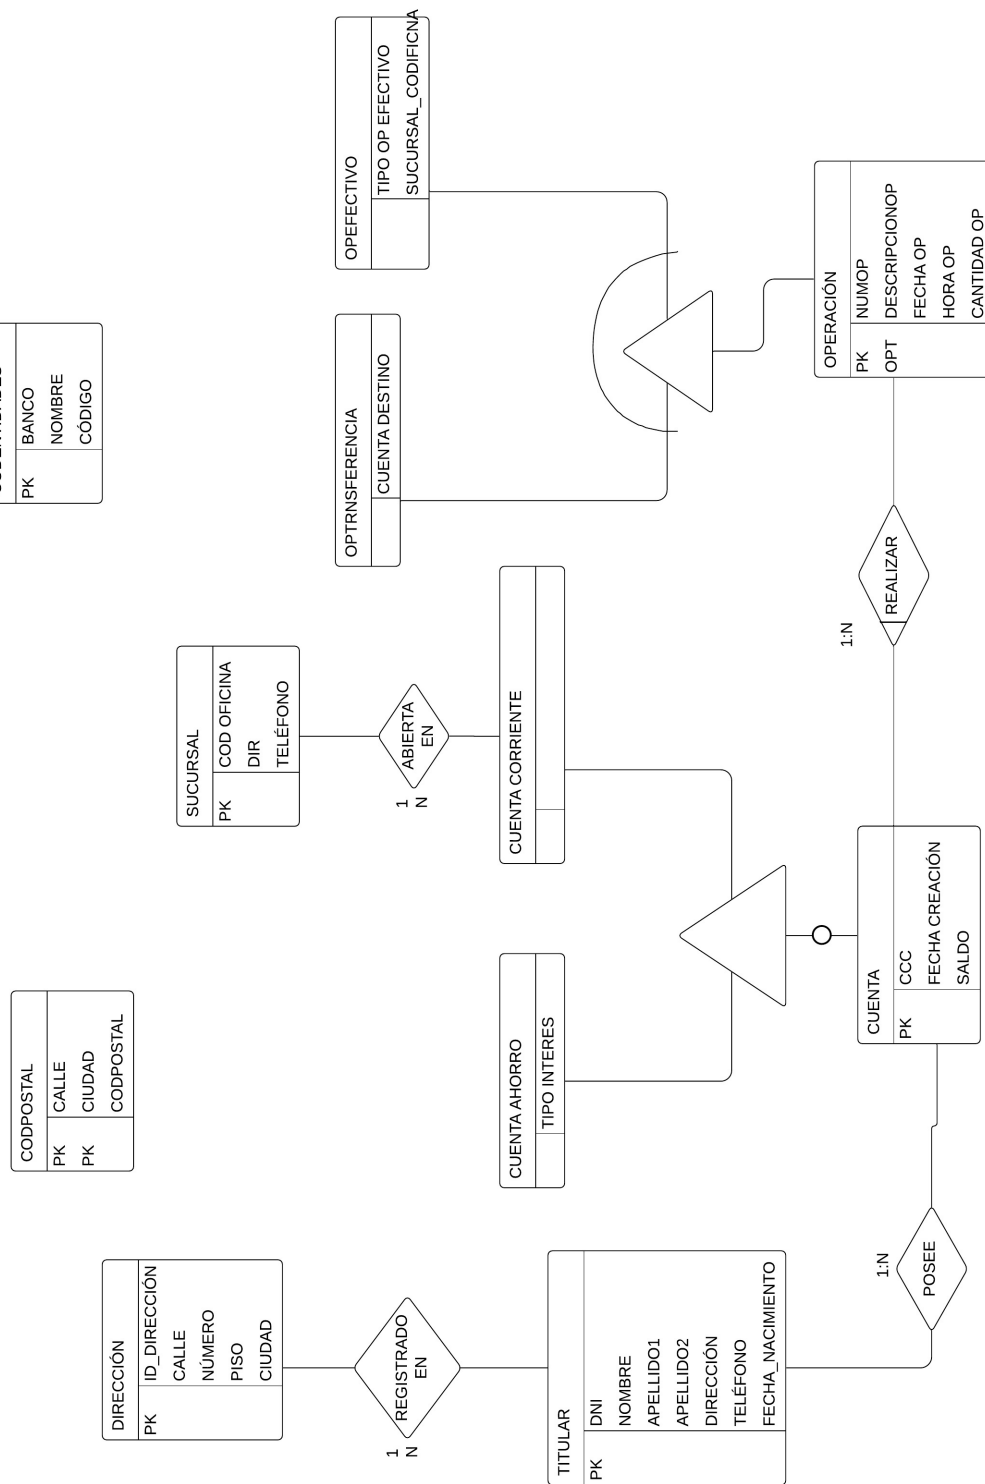 DIRECCIÓN
PK ID_DIRECCIÓN
CALLE
NÚMERO
PISO
CIUDAD
CODPOSTAL
PK CALLE
PK CIUDAD
CODPOSTAL
PK BANCO
NOMBRE
CÓDIGO
REGISTRADO
EN
1
N
SUCURSAL
PK COD OFICINA
DIR
TELÉFONO
ABIERTA
EN
1
N
OPTRNSFERENCIA
CUENTA DESTINO
OPEFECTIVO
TIPO OP EFECTIVO
SUCURSAL_CODIFICNA
TITULAR
PK DNI
NOMBRE
APELLIDO1
APELLIDO2
DIRECCIÓN
TELÉFONO
FECHA_NACIMIENTO
CUENTA AHORRO
TIPO INTERES
CUENTA CORRIENTE
1:N
POSEE
CUENTA
PK CCC
FECHA CREACIÓN
SALDO
1:N
REALIZAR
OPERACIÓN
PK NUMOP
OPT DESCRIPCIONOP
FECHA OP
HORA OP
CANTIDAD OP